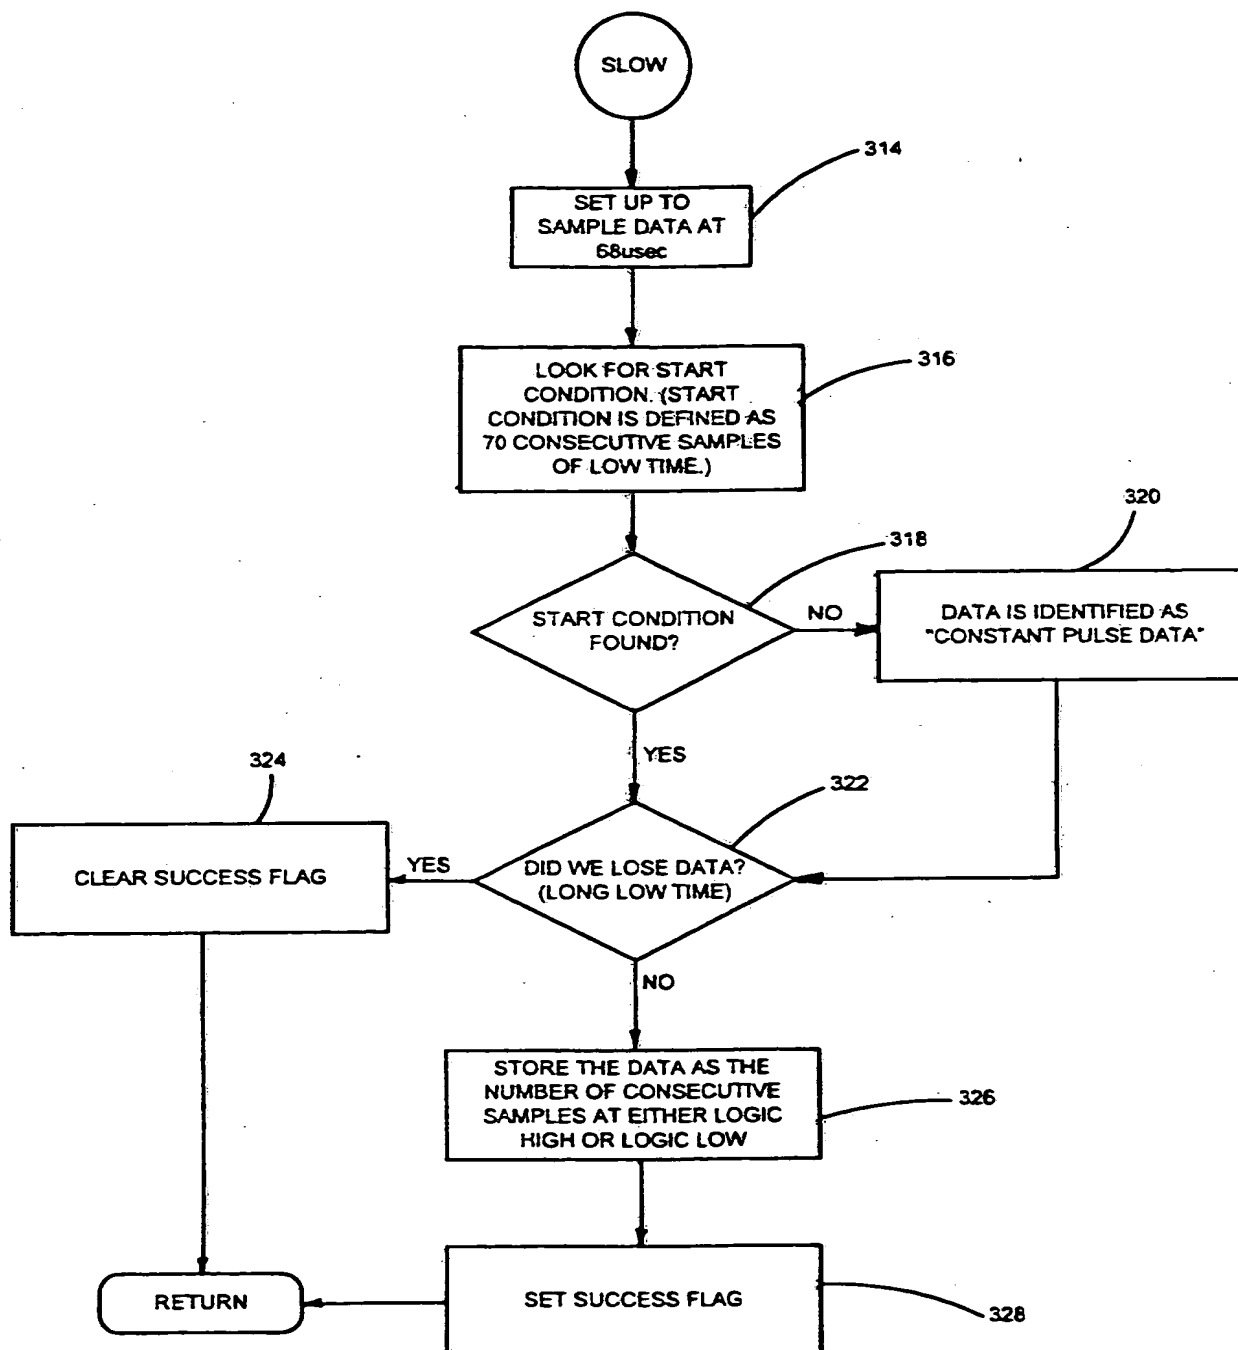 SLOW
314
SET UP TO
SAMPLE DATA AT
68usec
316
LOOK FOR START
CONDITION. (START
CONDITION IS DEFINED AS
70 CONSECUTIVE SAMPLES
OF LOW TIME.)
318
START CONDITION
FOUND?
NO
320
DATA IS IDENTIFIED AS
"CONSTANT PULSE DATA"
YES
322
DID WE LOSE DATA?
(LONG LOW TIME)
YES
324
CLEAR SUCCESS FLAG
NO
STORE THE DATA AS THE
NUMBER OF CONSECUTIVE
SAMPLES AT EITHER LOGIC
HIGH OR LOGIC LOW
326
RETURN
SET SUCCESS FLAG
328